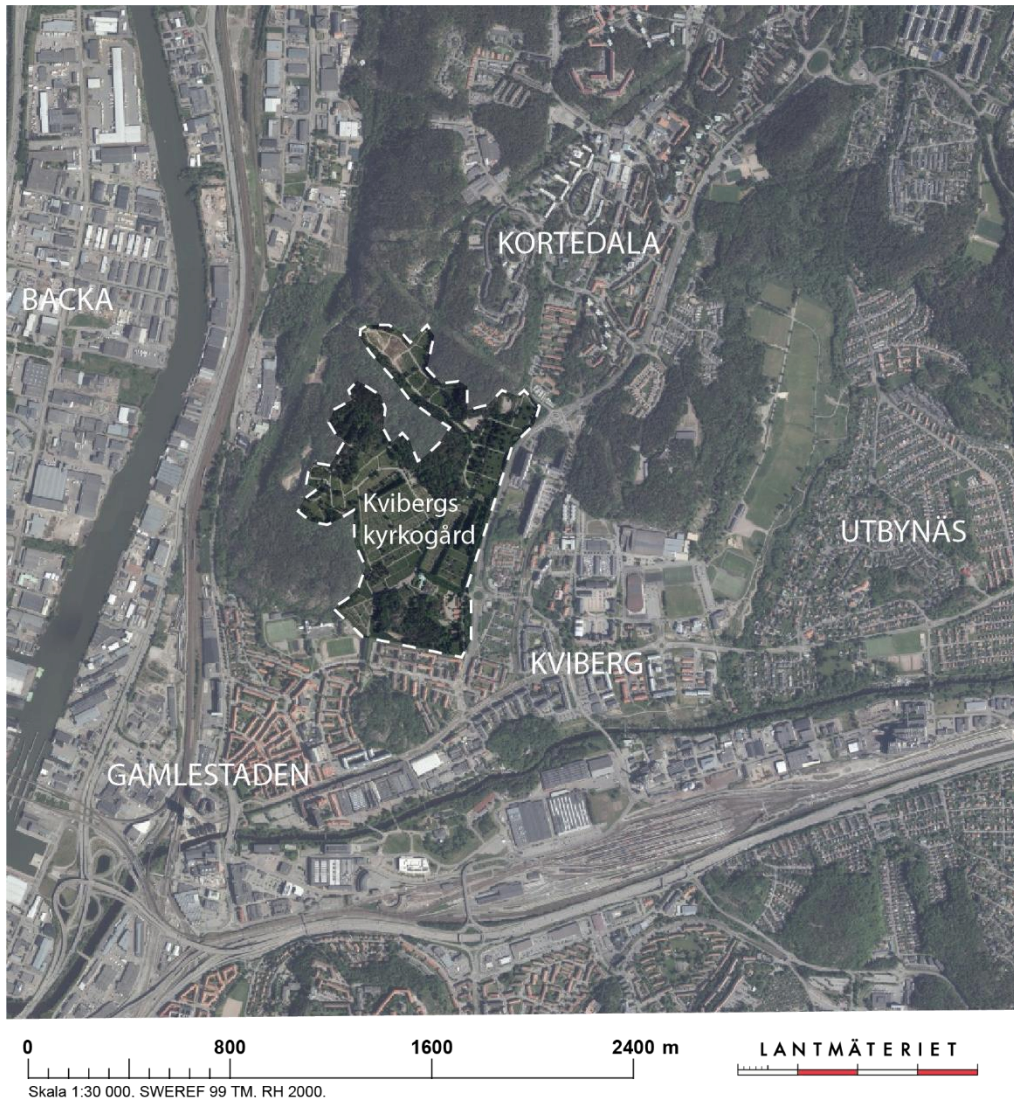 KORTEDALA
BACKA
Kvibergs
kyrkogård
UTBYNÄS
KVIBERG
GAMLESTADEN
0 800 1600 2400 m
LANTMÄTERIET
Skala 1:30 000. SWEREF 99 TM. RH 2000.